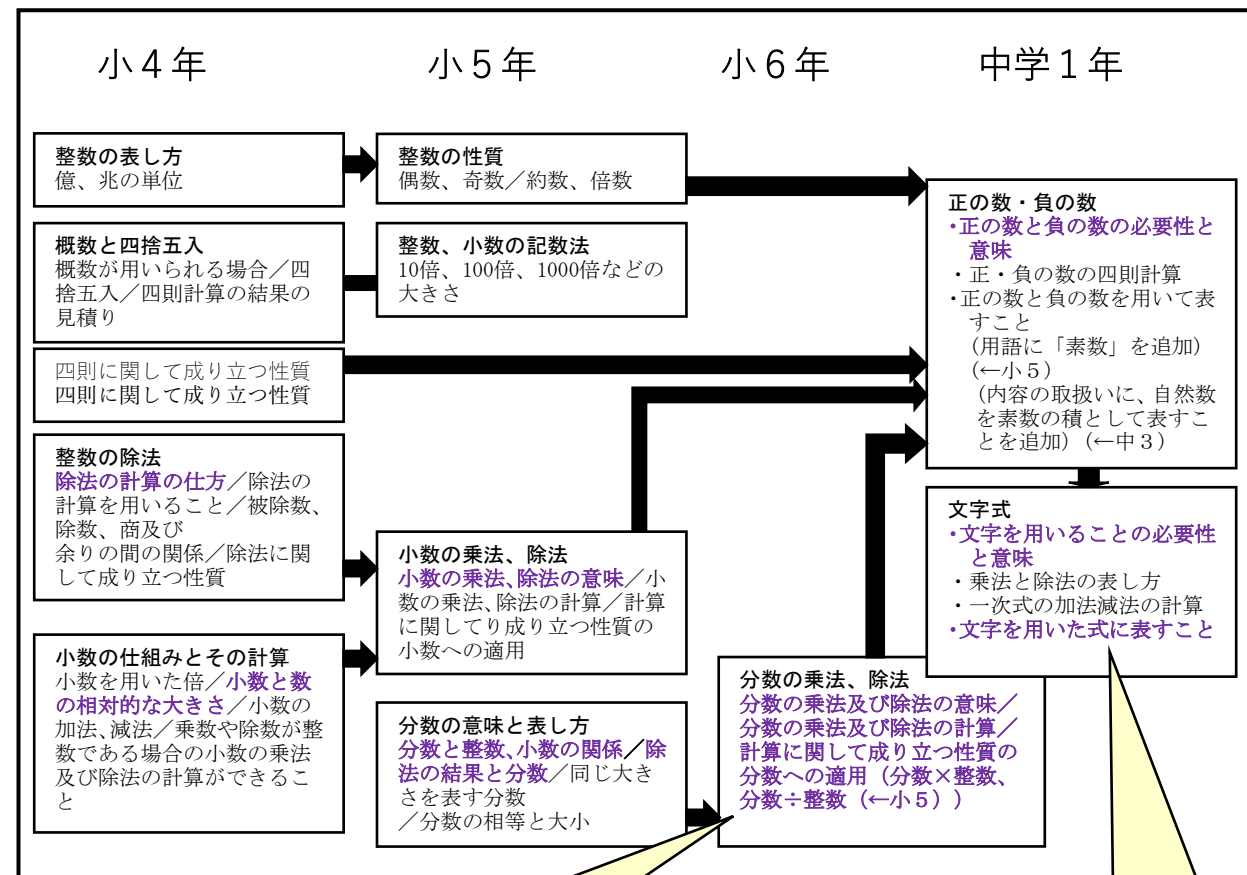 小４年
小５年
小６年
中学１年
整数の表し方
億、兆の単位
概数と四捨五入
概数が用いられる場合／四
捨五入／四則計算の結果の
見積り
四則に関して成り立つ性質
四則に関して成り立つ性質
整数の除法
除法の計算の仕方／除法の
計算を用いること／被除数、
除数、商及び
余りの間の関係／除法に関
して成り立つ性質
小数の仕組みとその計算
小数を用いた倍／小数と数
の相対的な大きさ／小数の
加法、減法／乗数や除数が整
数である場合の小数の乗法
及び除法の計算ができるこ
と
整数の性質
偶数、奇数／約数、倍数
整数、小数の記数法
10倍、100倍、1000倍などの
大きさ
小数の乗法、除法
小数の乗法、除法の意味／小
数の乗法、除法の計算／計算
に関してり成り立つ性質の
小数への適用
分数の意味と表し方
分数と整数、小数の関係／除
法の結果と分数／同じ大き
さを表す分数
／分数の相等と大小
分数の乗法、除法
分数の乗法及び除法の意味／
分数の乗法及び除法の計算／
計算に関して成り立つ性質の
分数への適用（分数×整数、
分数÷整数（←小５））
正の数・負の数
・正の数と負の数の必要性と
意味
・正・負の数の四則計算
・正の数と負の数を用いて表
すこと
（用語に「素数」を追加）
（←小５）
（内容の取扱いに、自然数
を素数の積として表すこ
とを追加）（←中３）
文字式
・文字を用いることの必要性
と意味
・乗法と除法の表し方
・一次式の加法減法の計算
・文字を用いた式に表すこと